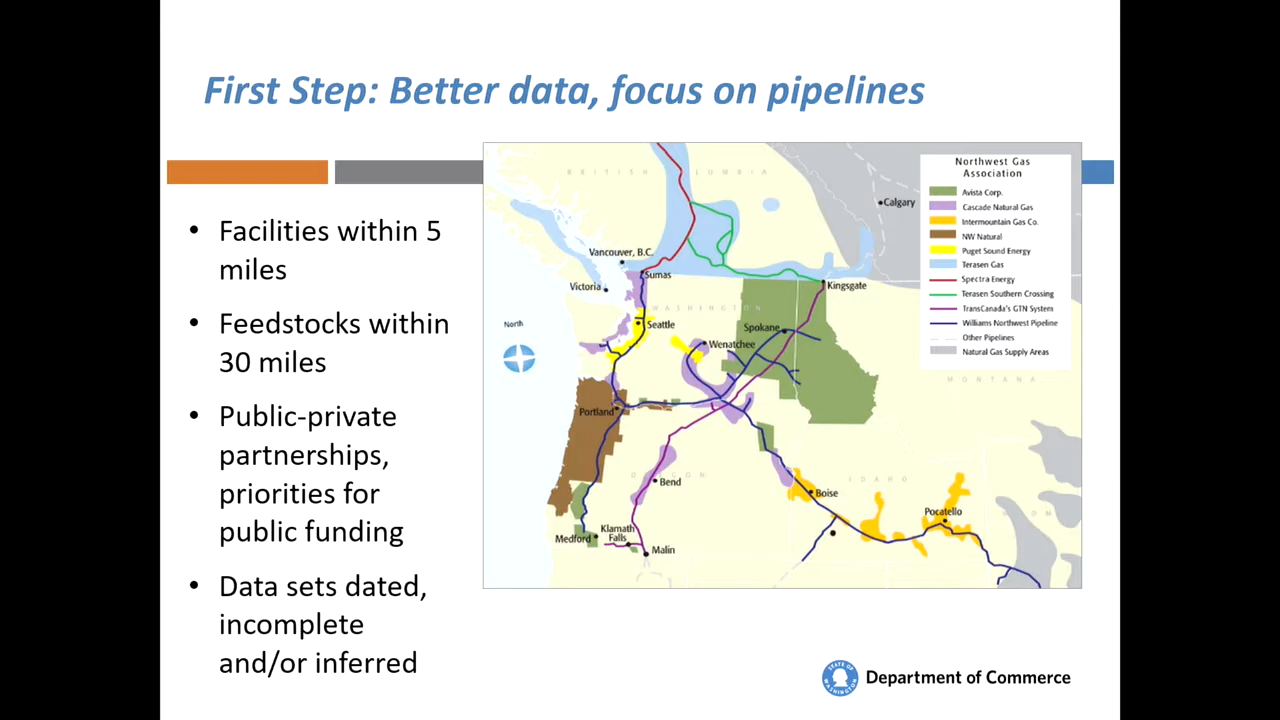 First Step: Better data, focus on pipelines
• Facilities within 5
miles
• Feedstocks within
30 miles
• Public-private
partnerships,
priorities for
public funding
• Data sets dated,
incomplete
and/or inferred
BRITISH COLUMBIA
Calgary
Vancouver, B.C.
Sumas
Victoria
Kingsgate
WASHINGTON
North
Seattle
Spokane
Wenatchee
MONTANA
Portland
OREGON
Bend
IDAHO
Boise
Pocatello
Medford
Klamath
Falls
Malin
Northwest Gas
Association
Avista Corp.
Cascade Natural Gas
Intermountain Gas Co.
NW Natural
Puget Sound Energy
Terasen Gas
Spectra Energy
Terasen Southern Crossing
TransCanada's GTN System
Williams Northwest Pipeline
Other Pipelines
Natural Gas Supply Areas
STATE OF
WASHINGTON
Department of Commerce